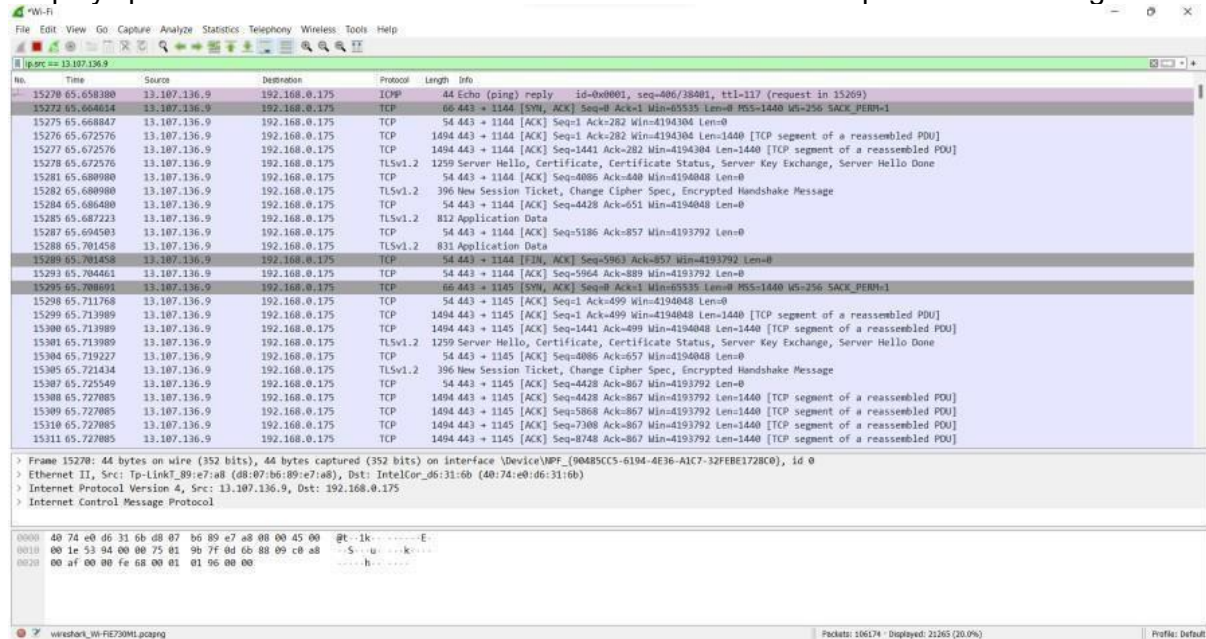 *Wi-Fi
File Edit View Go Capture Analyze Statistics Telephony Wireless Tools Help
ip.src == 13.107.136.9
No. Time Source Destination Protocol Length Info
15270 65.658380 13.107.136.9 192.168.0.175 ICMP 44 Echo (ping) reply id=0x0001, seq=406/38401, ttl=117 (request in 15269)
15272 65.664614 13.107.136.9 192.168.0.175 TCP 66 443 → 1144 [SYN, ACK] Seq=0 Ack=1 Win=65535 Len=0 MSS=1440 WS=256 SACK_PERM=1
15275 65.668847 13.107.136.9 192.168.0.175 TCP 54 443 → 1144 [ACK] Seq=1 Ack=282 Win=4194304 Len=0
15276 65.672576 13.107.136.9 192.168.0.175 TCP 1494 443 → 1144 [ACK] Seq=1 Ack=282 Win=4194304 Len=1440 [TCP segment of a reassembled PDU]
15277 65.672576 13.107.136.9 192.168.0.175 TCP 1494 443 → 1144 [ACK] Seq=1441 Ack=282 Win=4194304 Len=1440 [TCP segment of a reassembled PDU]
15278 65.672576 13.107.136.9 192.168.0.175 TLSv1.2 1259 Server Hello, Certificate, Certificate Status, Server Key Exchange, Server Hello Done
15281 65.680980 13.107.136.9 192.168.0.175 TCP 54 443 → 1144 [ACK] Seq=4086 Ack=440 Win=4194048 Len=0
15282 65.680980 13.107.136.9 192.168.0.175 TLSv1.2 396 New Session Ticket, Change Cipher Spec, Encrypted Handshake Message
15284 65.686480 13.107.136.9 192.168.0.175 TCP 54 443 → 1144 [ACK] Seq=4428 Ack=651 Win=4194048 Len=0
15285 65.687223 13.107.136.9 192.168.0.175 TLSv1.2 812 Application Data
15287 65.694503 13.107.136.9 192.168.0.175 TCP 54 443 → 1144 [ACK] Seq=5186 Ack=857 Win=4193792 Len=0
15288 65.701458 13.107.136.9 192.168.0.175 TLSv1.2 831 Application Data
15289 65.701458 13.107.136.9 192.168.0.175 TCP 54 443 → 1144 [FIN, ACK] Seq=5963 Ack=857 Win=4193792 Len=0
15293 65.704461 13.107.136.9 192.168.0.175 TCP 54 443 → 1144 [ACK] Seq=5964 Ack=889 Win=4193792 Len=0
15295 65.708691 13.107.136.9 192.168.0.175 TCP 66 443 → 1145 [SYN, ACK] Seq=0 Ack=1 Win=65535 Len=0 MSS=1440 WS=256 SACK_PERM=1
15298 65.711768 13.107.136.9 192.168.0.175 TCP 54 443 → 1145 [ACK] Seq=1 Ack=499 Win=4194048 Len=0
15299 65.713989 13.107.136.9 192.168.0.175 TCP 1494 443 → 1145 [ACK] Seq=1 Ack=499 Win=4194048 Len=1440 [TCP segment of a reassembled PDU]
15300 65.713989 13.107.136.9 192.168.0.175 TCP 1494 443 → 1145 [ACK] Seq=1441 Ack=499 Win=4194048 Len=1440 [TCP segment of a reassembled PDU]
15301 65.713989 13.107.136.9 192.168.0.175 TLSv1.2 1259 Server Hello, Certificate, Certificate Status, Server Key Exchange, Server Hello Done
15304 65.719227 13.107.136.9 192.168.0.175 TCP 54 443 → 1145 [ACK] Seq=4086 Ack=657 Win=4194048 Len=0
15305 65.721434 13.107.136.9 192.168.0.175 TLSv1.2 396 New Session Ticket, Change Cipher Spec, Encrypted Handshake Message
15307 65.725549 13.107.136.9 192.168.0.175 TCP 54 443 → 1145 [ACK] Seq=4428 Ack=867 Win=4193792 Len=0
15308 65.727085 13.107.136.9 192.168.0.175 TCP 1494 443 → 1145 [ACK] Seq=4428 Ack=867 Win=4193792 Len=1440 [TCP segment of a reassembled PDU]
15309 65.727085 13.107.136.9 192.168.0.175 TCP 1494 443 → 1145 [ACK] Seq=5868 Ack=867 Win=4193792 Len=1440 [TCP segment of a reassembled PDU]
15310 65.727085 13.107.136.9 192.168.0.175 TCP 1494 443 → 1145 [ACK] Seq=7308 Ack=867 Win=4193792 Len=1440 [TCP segment of a reassembled PDU]
15311 65.727085 13.107.136.9 192.168.0.175 TCP 1494 443 → 1145 [ACK] Seq=8748 Ack=867 Win=4193792 Len=1440 [TCP segment of a reassembled PDU]
> Frame 15270: 44 bytes on wire (352 bits), 44 bytes captured (352 bits) on interface \Device\NPF_{90485CC5-6194-4E36-A1C7-32FEBE1728C0}, id 0
> Ethernet II, Src: Tp-LinkT_89:e7:a8 (d8:07:b6:89:e7:a8), Dst: IntelCor_d6:31:6b (40:74:e0:d6:31:6b)
> Internet Protocol Version 4, Src: 13.107.136.9, Dst: 192.168.0.175
> Internet Control Message Protocol
0000 40 74 e0 d6 31 6b d8 07 b6 89 e7 a8 08 00 45 00 @t··1k·· ······E·
0010 00 1e 53 94 00 00 75 01 9b 7f 0d 6b 88 09 c0 a8 ··S···u· ···k····
0020 00 af 00 00 fe 68 00 01 01 96 00 00 ·····h·· ····
wireshark_Wi-FiE730M1.pcapng Packets: 106174 · Displayed: 21265 (20.0%) Profile: Default